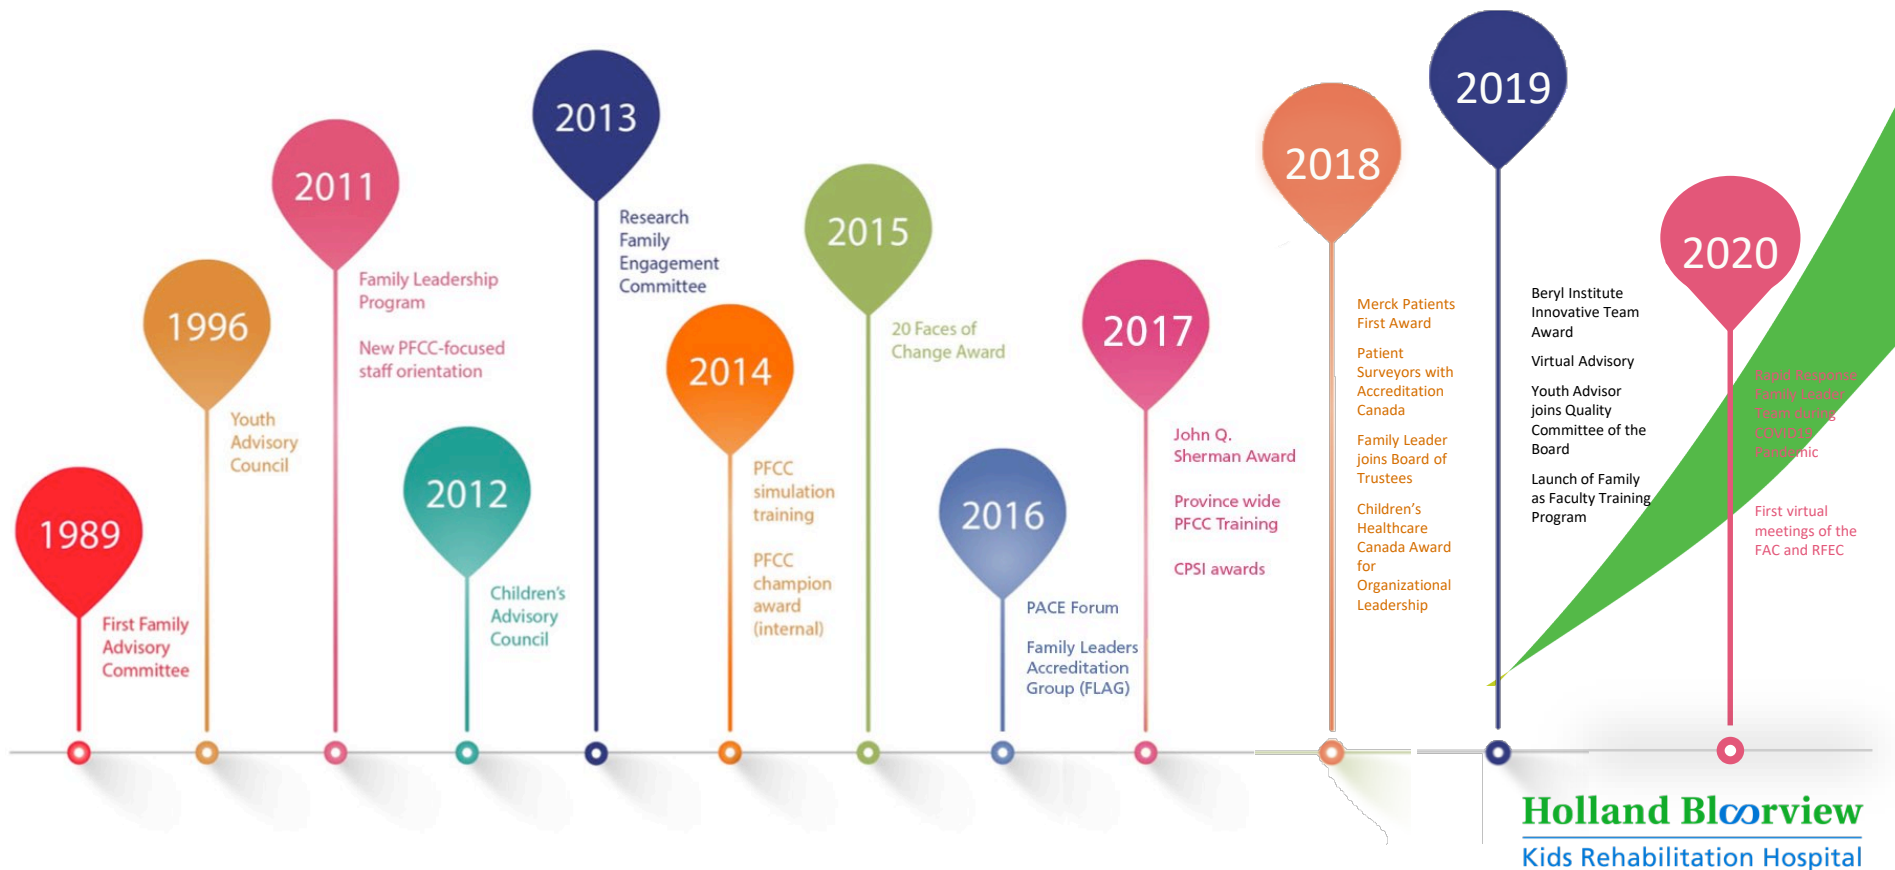 1989
First Family
Advisory
Committee
1996
Youth
Advisory
Council
2011
Family Leadership
Program
New PFCC-focused
staff orientation
2012
Children's
Advisory
Council
2013
Research
Family
Engagement
Committee
2014
PFCC
simulation
training
PFCC
champion
award
(internal)
2015
20 Faces of
Change Award
2016
PACE Forum
Family Leaders
Accreditation
Group (FLAG)
2017
John Q.
Sherman Award
Province wide
PFCC Training
CPSI awards
2018
Merck Patients
First Award
Patient
Surveyors with
Accreditation
Canada
Family Leader
joins Board of
Trustees
Children's
Healthcare
Canada Award
for
Organizational
Leadership
2019
Beryl Institute
Innovative Team
Award
Virtual Advisory
Youth Advisor
joins Quality
Committee of the
Board
Launch of Family
as Faculty Training
Program
2020
Rapid Response
Family Leader
Team during
COVID19
Pandemic
First virtual
meetings of the
FAC and RFEC
Holland Bloorview
Kids Rehabilitation Hospital